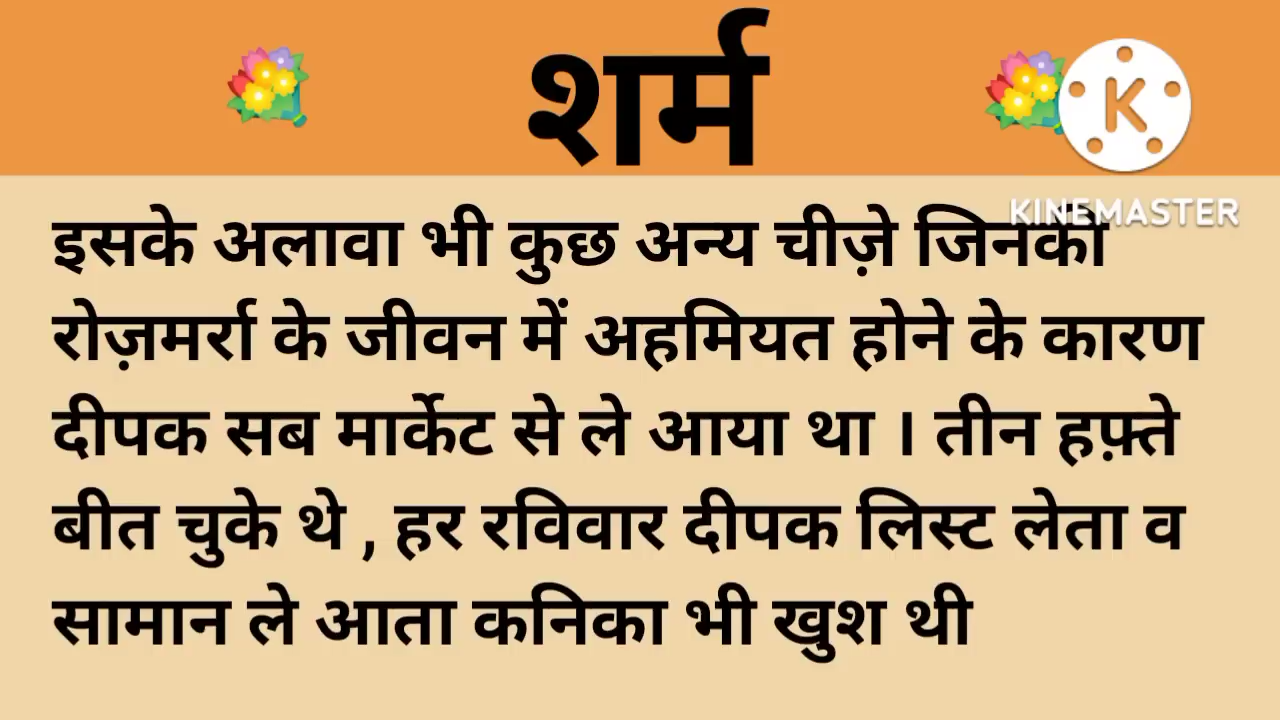 शर्म
KINEMASTER
इसके अलावा भी कुछ अन्य चीज़े जिनकी
रोज़मर्रा के जीवन में अहमियत होने के कारण
दीपक सब मार्केट से ले आया था । तीन हफ़्ते
बीत चुके थे , हर रविवार दीपक लिस्ट लेता व
सामान ले आता कनिका भी खुश थी